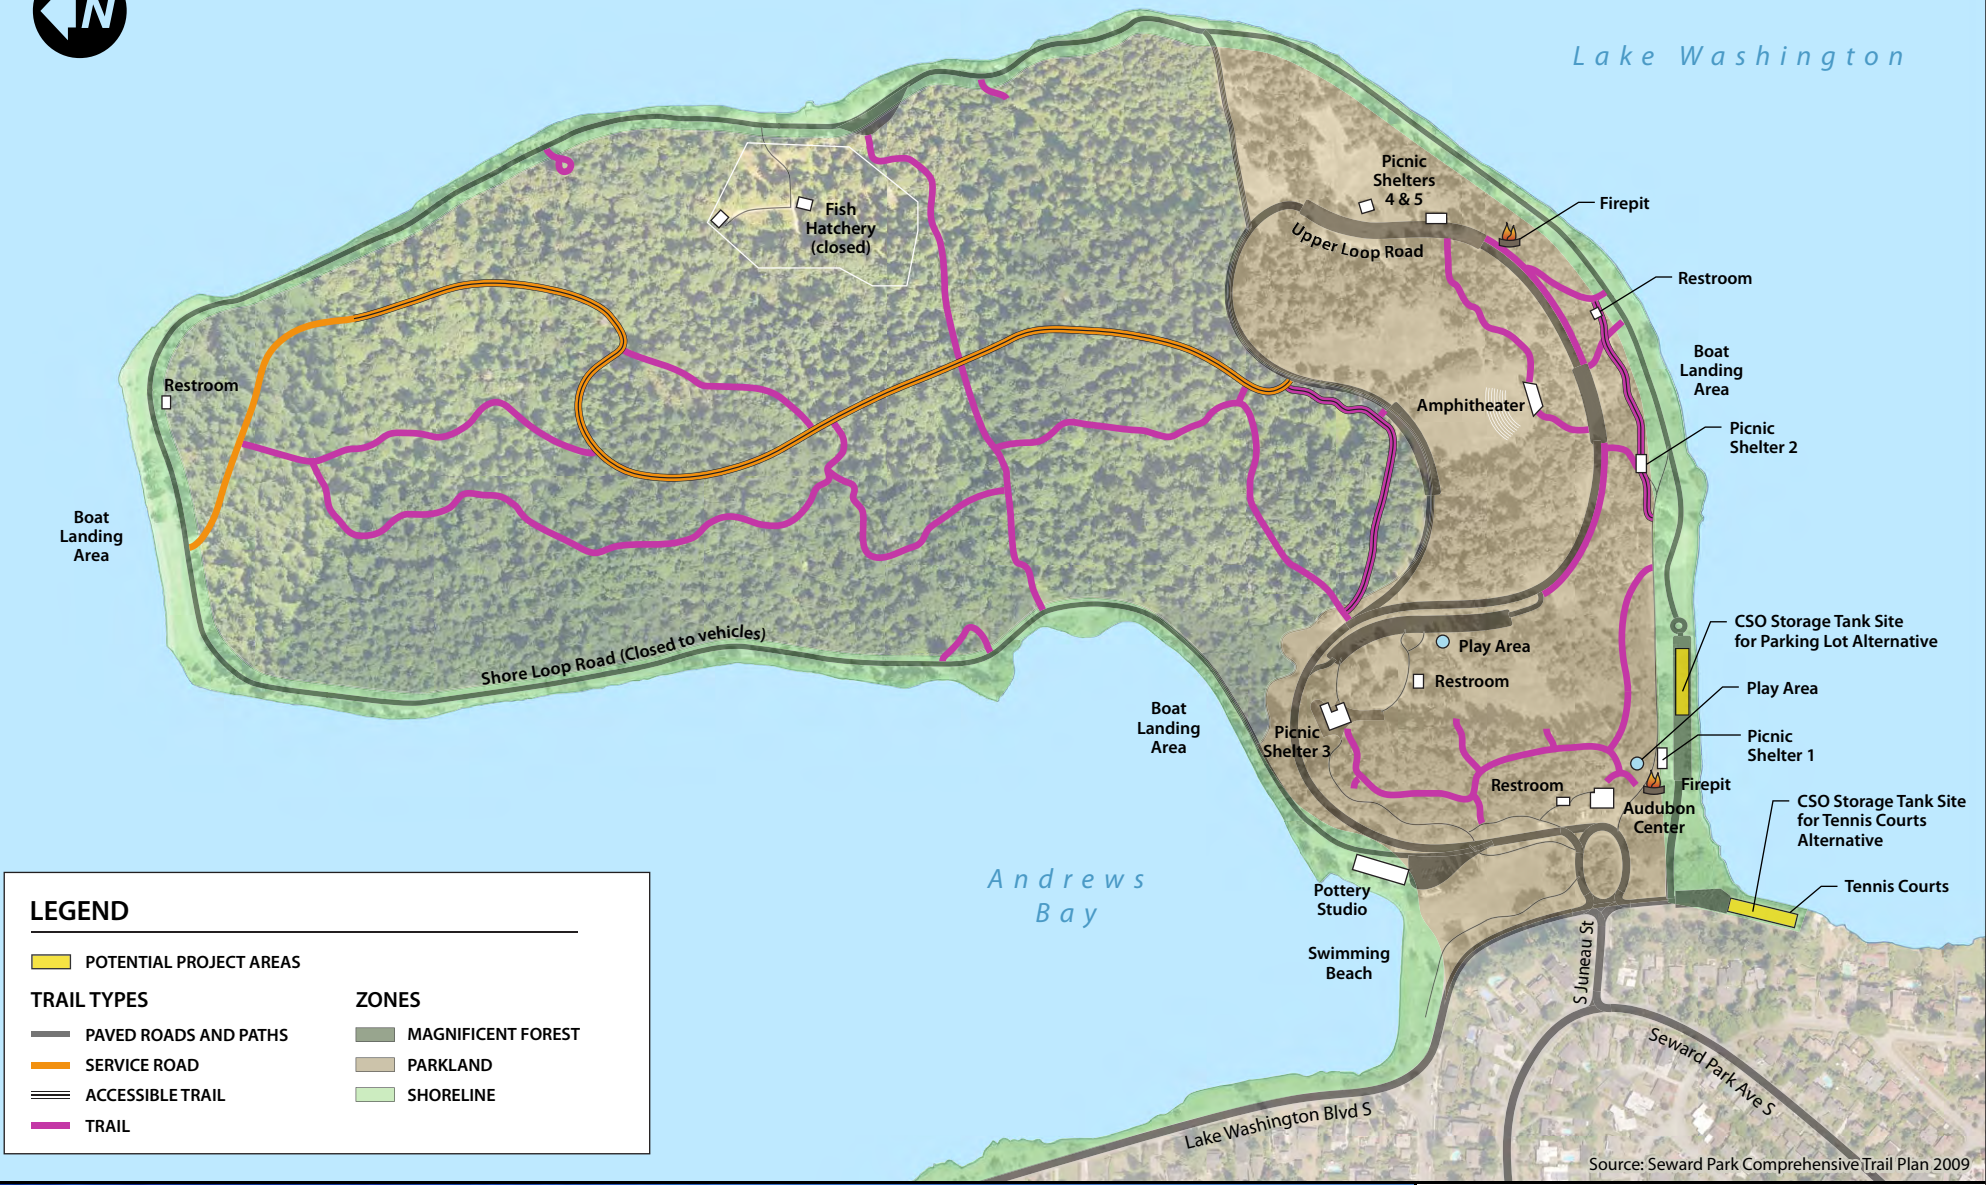 N
Lake Washington
Picnic
Shelters
4 & 5
Firepit
Fish
Hatchery
(closed)
Upper Loop Road
Restroom
Boat
Landing
Area
Restroom
Amphitheater
Picnic
Shelter 2
Boat
Landing
Area
CSO Storage Tank Site
for Parking Lot Alternative
Shore Loop Road (Closed to vehicles)
Play Area
Restroom
Play Area
Boat
Landing
Area
Picnic
Shelter 3
Picnic
Shelter 1
Restroom
Firepit
Audubon
Center
CSO Storage Tank Site
for Tennis Courts
Alternative
Andrews
Bay
Pottery
Studio
Tennis Courts
Swimming
Beach
S Juneau St
Seward Park Ave S
Lake Washington Blvd S
LEGEND
POTENTIAL PROJECT AREAS
TRAIL TYPES
PAVED ROADS AND PATHS
SERVICE ROAD
ACCESSIBLE TRAIL
TRAIL
ZONES
MAGNIFICENT FOREST
PARKLAND
SHORELINE
Source: Seward Park Comprehensive Trail Plan 2009